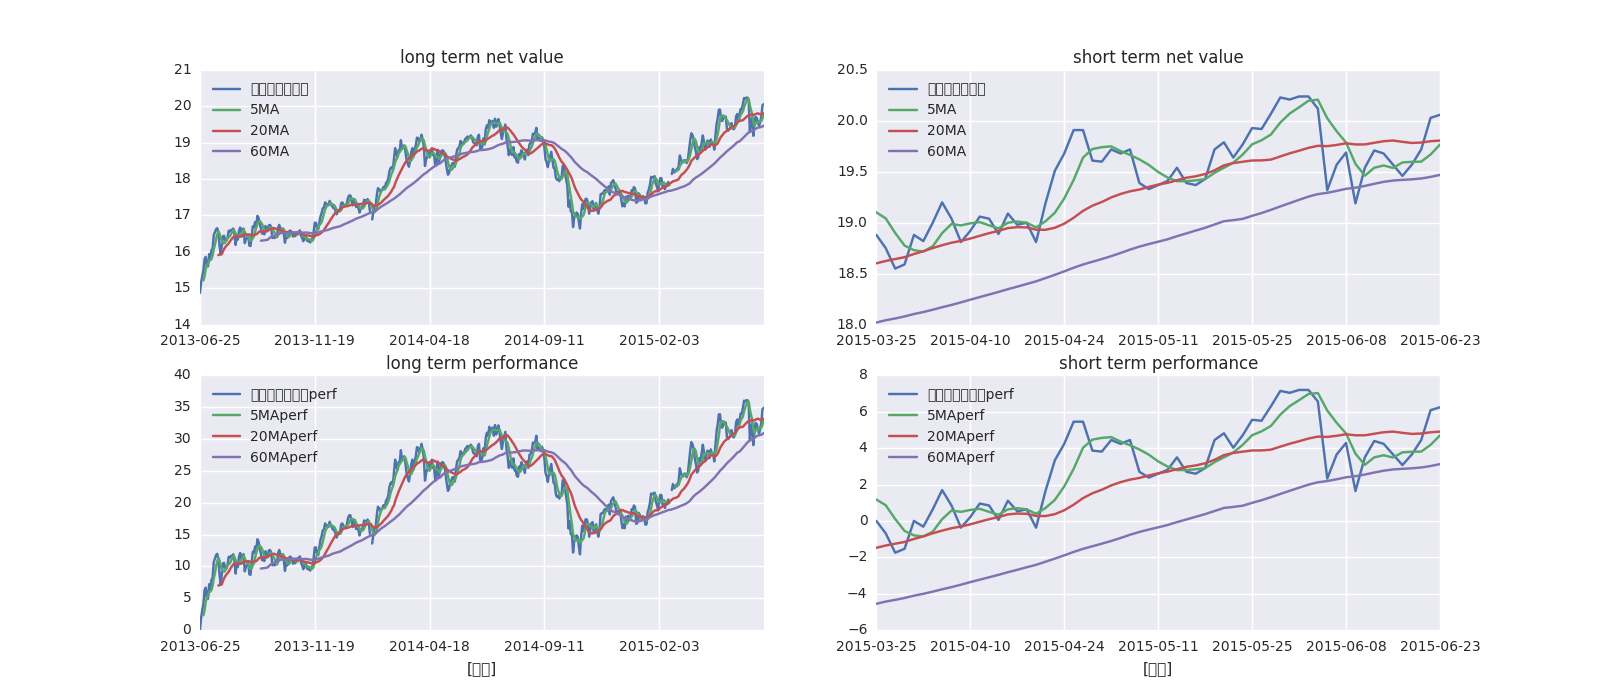 long term net value
21
20
19
18
17
16
15
14
5MA
20MA
60MA
2013-06-25 2013-11-19 2014-04-18 2014-09-11 2015-02-03
short term net value
20.5
20.0
19.5
19.0
18.5
18.0
5MA
20MA
60MA
2015-03-25 2015-04-10 2015-04-24 2015-05-11 2015-05-25 2015-06-08 2015-06-23
long term performance
40
35
30
25
20
15
10
5
0
perf
5MAperf
20MAperf
60MAperf
2013-06-25 2013-11-19 2014-04-18 2014-09-11 2015-02-03
short term performance
8
6
4
2
0
−2
−4
−6
perf
5MAperf
20MAperf
60MAperf
2015-03-25 2015-04-10 2015-04-24 2015-05-11 2015-05-25 2015-06-08 2015-06-23